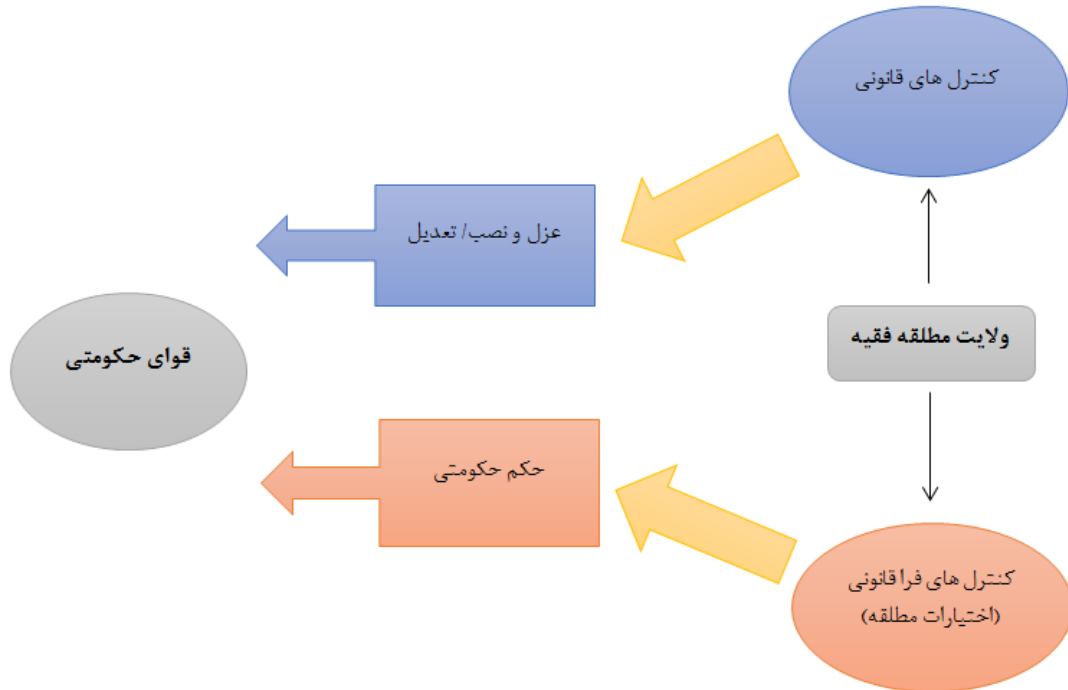 کنترل های قانونی
عزل و نصب/ تعدیل
ولایت مطلقه فقیه
قوای حکومتی
حکم حکومتی
کنترل های فرا قانونی
(اختیارات مطلقه)